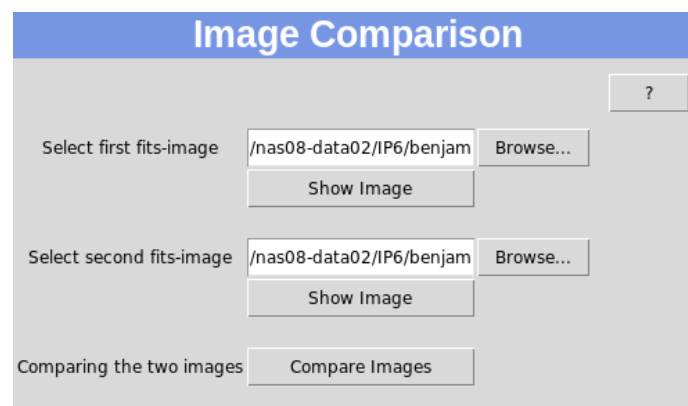 Image Comparison
?
Select first fits-image /nas08-data02/IP6/benjam Browse...
Show Image
Select second fits-image /nas08-data02/IP6/benjam Browse...
Show Image
Comparing the two images Compare Images